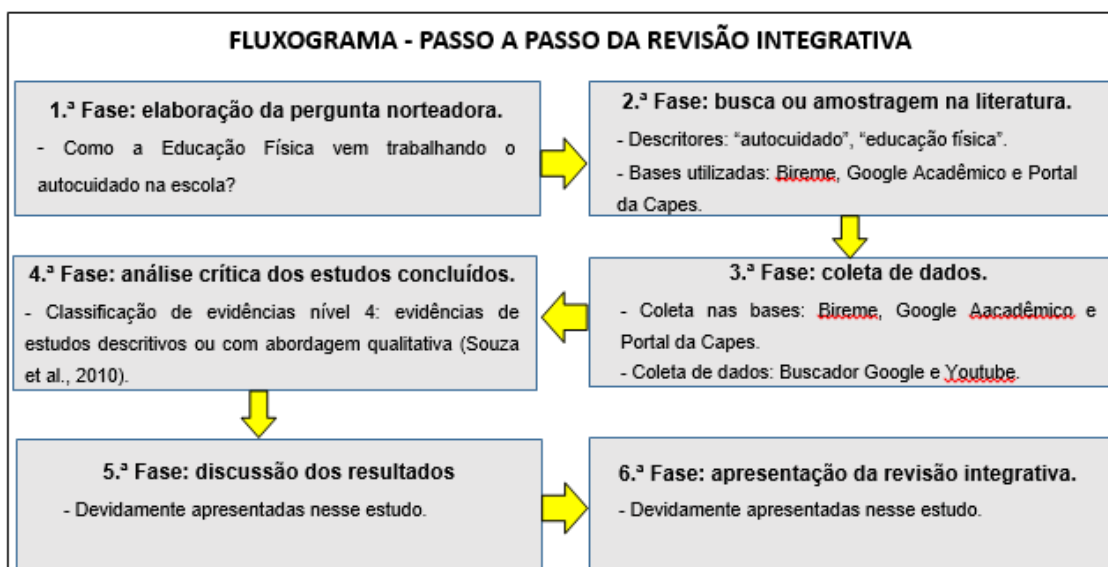 FLUXOGRAMA - PASSO A PASSO DA REVISÃO INTEGRATIVA
1.ª Fase: elaboração da pergunta norteadora.
- Como a Educação Física vem trabalhando o
autocuidado na escola?
2.ª Fase: busca ou amostragem na literatura.
- Descritores: “autocuidado”, “educação física”.
- Bases utilizadas: Bireme, Google Acadêmico e Portal
da Capes.
3.ª Fase: coleta de dados.
- Coleta nas bases: Bireme, Google Aacadêmico e
Portal da Capes.
- Coleta de dados: Buscador Google e Youtube.
4.ª Fase: análise crítica dos estudos concluídos.
- Classificação de evidências nível 4: evidências de
estudos descritivos ou com abordagem qualitativa (Souza
et al., 2010).
5.ª Fase: discussão dos resultados
- Devidamente apresentadas nesse estudo.
6.ª Fase: apresentação da revisão integrativa.
- Devidamente apresentadas nesse estudo.